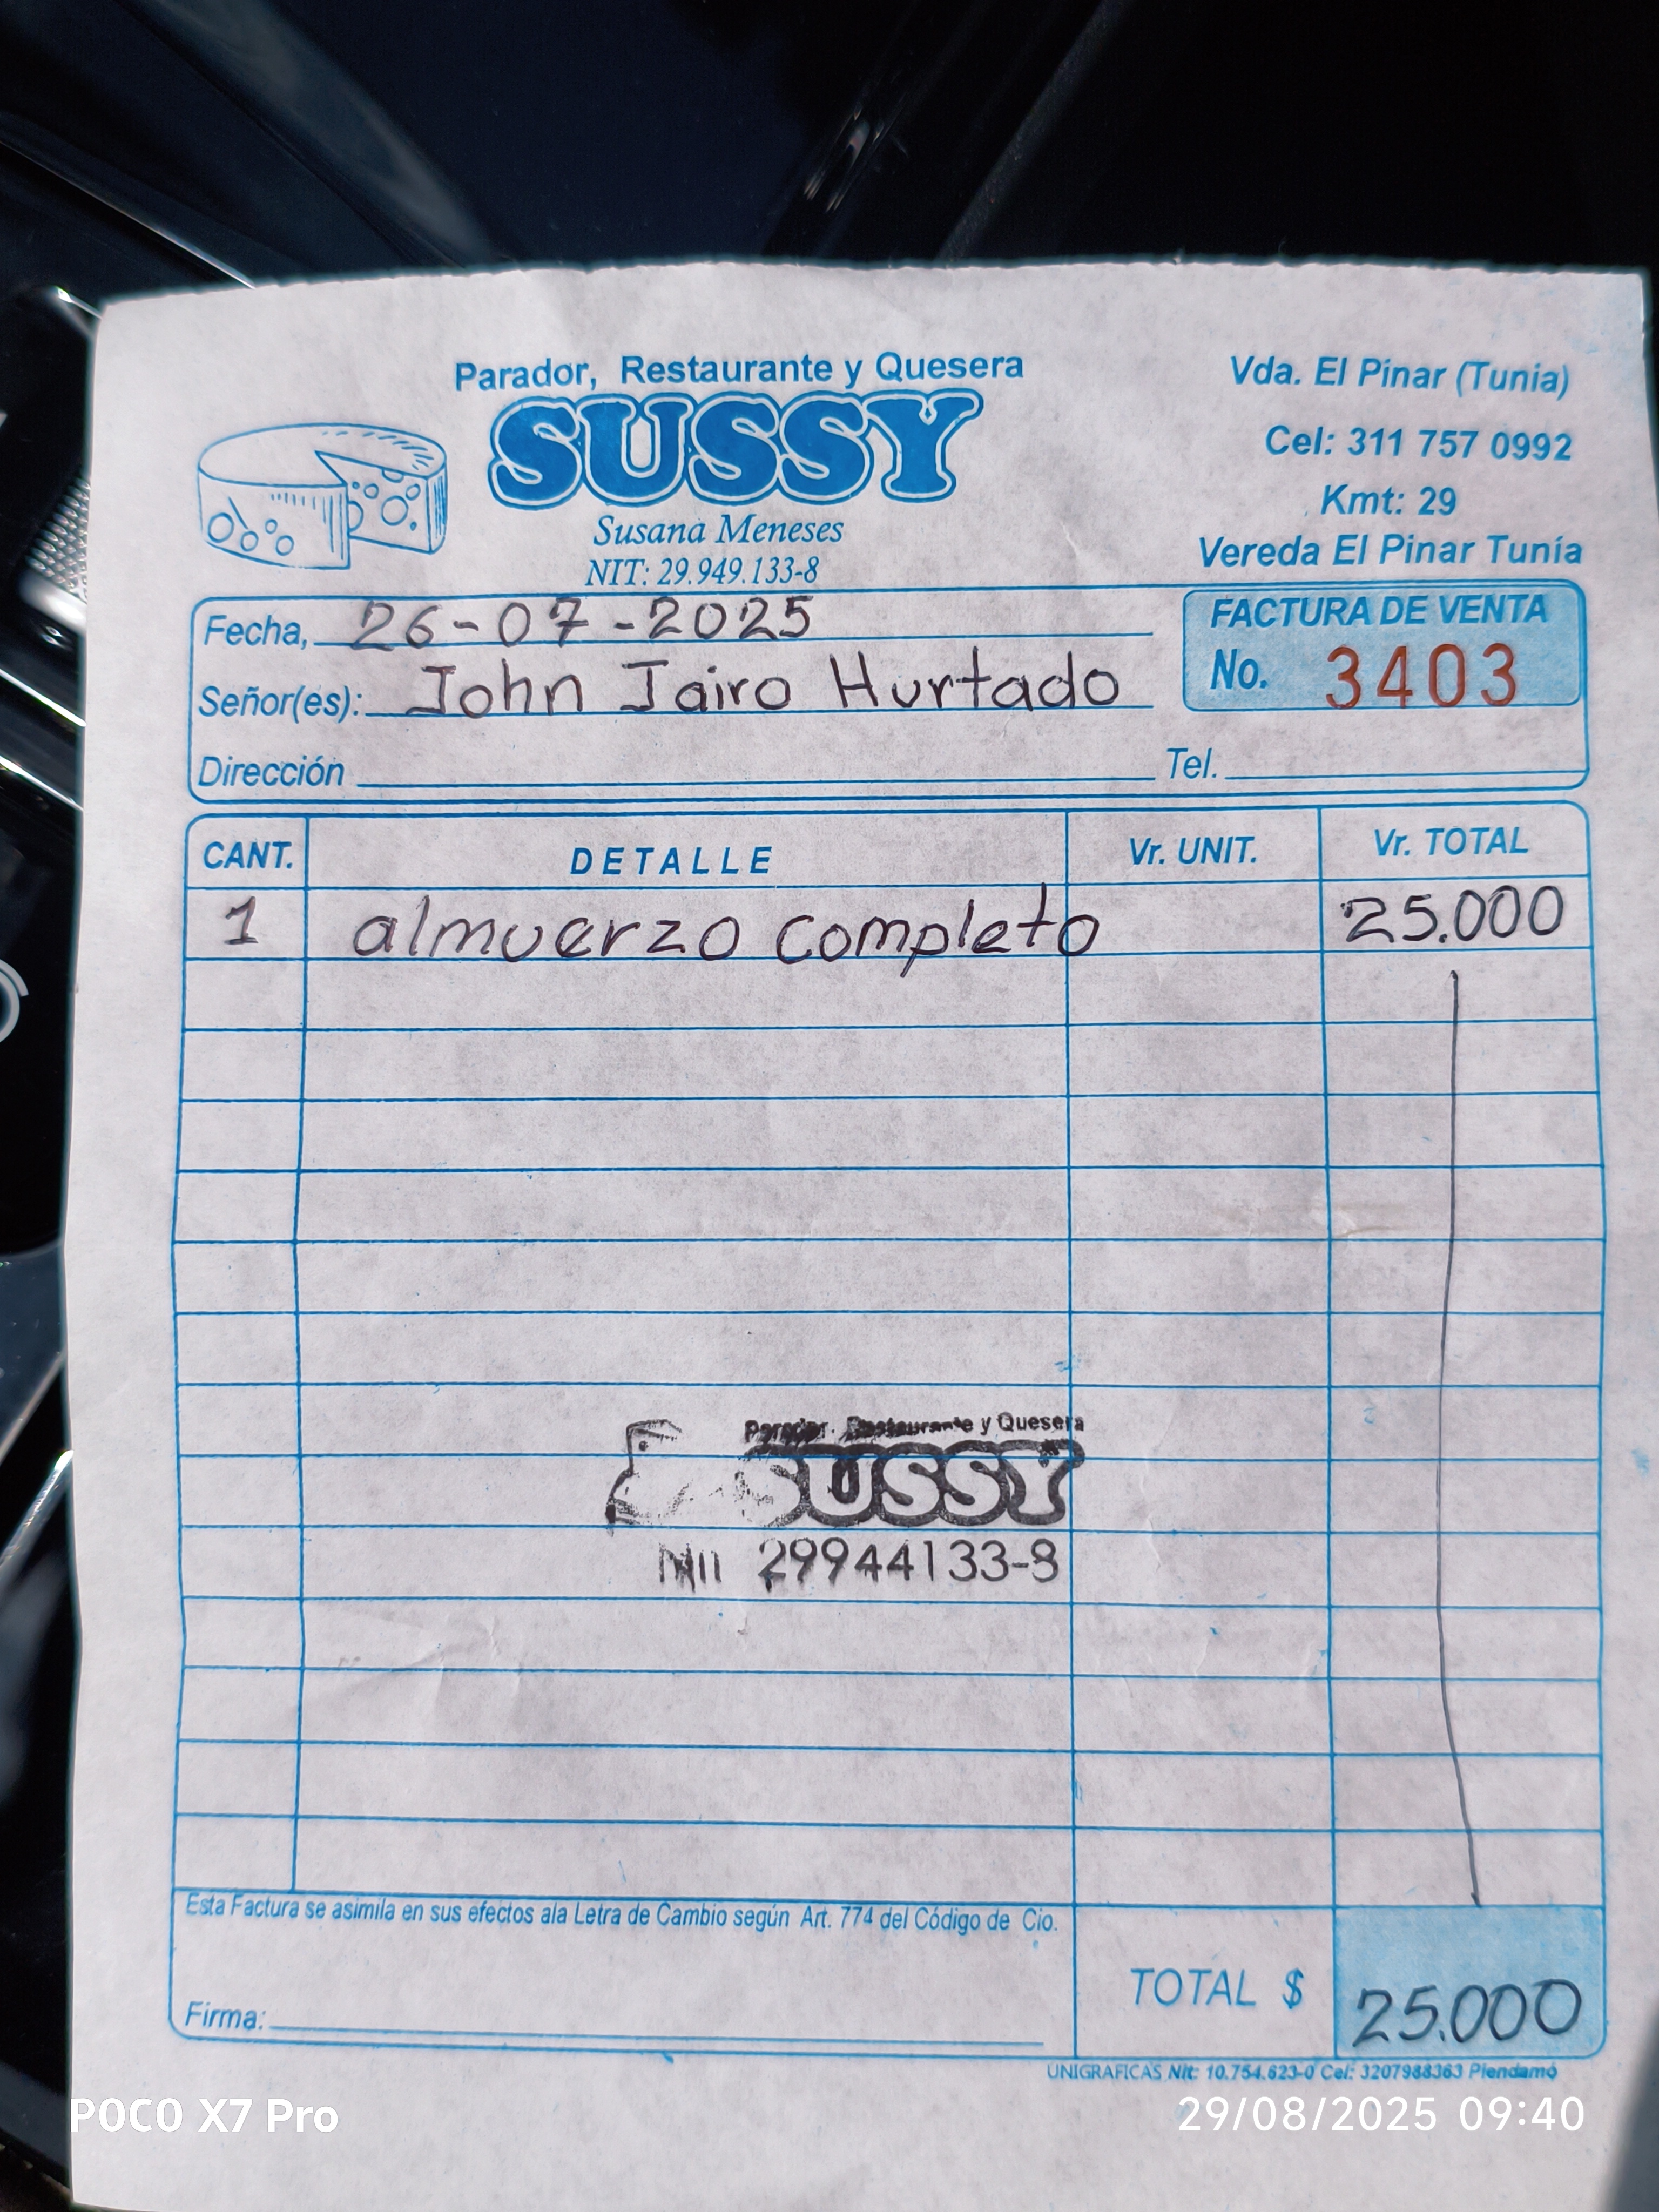 Parador, Restaurante y Quesera
SUSSY
Susana Meneses
NIT: 29.949.133-8
Vda. El Pinar (Tunia)
Cel: 311 757 0992
Kmt: 29
Vereda El Pinar Tunía
Fecha, 26-07-2025
FACTURA DE VENTA
No. 3403
Señor(es): John Jairo Hurtado
Dirección Tel.
CANT. DETALLE Vr. UNIT. Vr. TOTAL
1 almuerzo completo 25.000
Parador, Restaurante y Quesera
SUSSY
Nit 29944133-8
Esta Factura se asimila en sus efectos ala Letra de Cambio según Art. 774 del Código de Cio.
Firma:
TOTAL $ 25.000
UNIGRAFICAS Nit: 10.754.623-0 Cel: 3207988363 Piendamó
POCO X7 Pro
29/08/2025 09:40